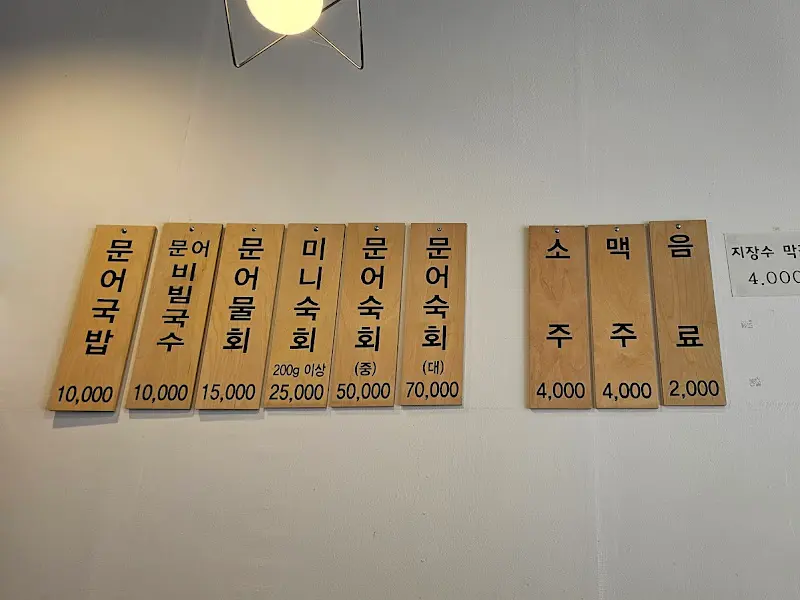 문어국밥
10,000
문어
비빔국수
10,000
문어물회
15,000
미니숙회
200g 이상
25,000
문어숙회
(중)
50,000
문어숙회
(대)
70,000
소주
4,000
맥주
4,000
음료
2,000
지장수
4,000